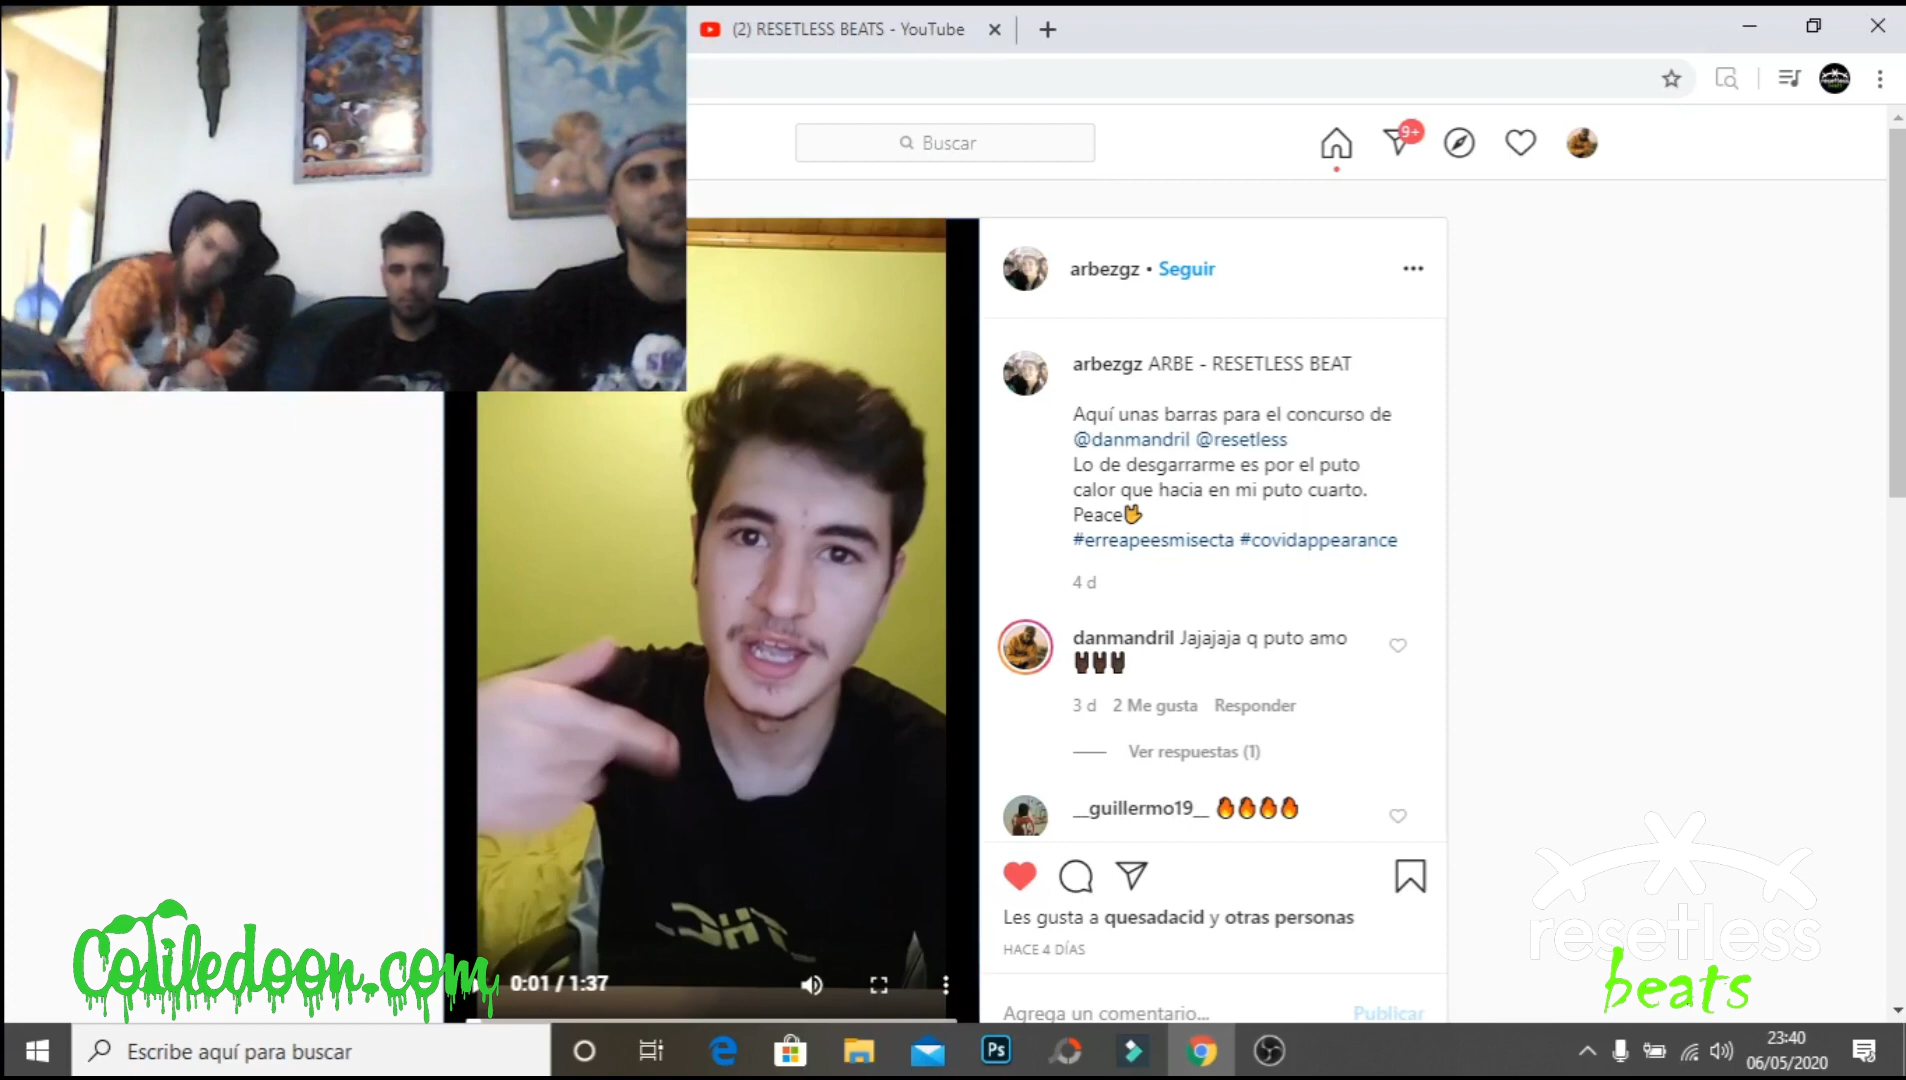 (2) RESETLESS BEATS - YouTube
Buscar
9+
arbezgz • Seguir
arbezgz ARBE - RESETLESS BEAT
Aquí unas barras para el concurso de
@danmandril @resetless
Lo de desgarrarme es por el puto
calor que hacia en mi puto cuarto.
Peace🤘
#erreapeesmisecta #covidappearance
4 d
danmandril Jajajaja q puto amo
🤘🤘🤘
3 d 2 Me gusta Responder
Ver respuestas (1)
__guillermo19__ 🔥🔥🔥🔥
Les gusta a quesadacid y otras personas
HACE 4 DÍAS
Agrega un comentario... Publicar
THC
0:01 / 1:37
Cotiledoon.com
resetless
beats
Escribe aquí para buscar
Ps
23:40
06/05/2020